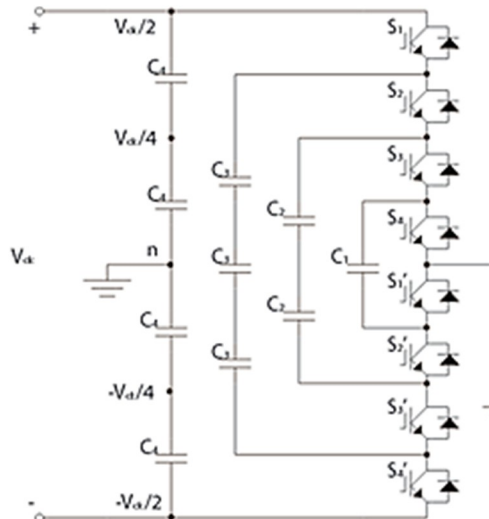 + Vdc/2 S1
C4
S2
Vdc/4
S3
C3
C4
C2 S4
Vdc n
C3 C1
S1'
C2
C4
S2'
C3
-Vdc/4
S3'
C4
S4'
- -Vdc/2